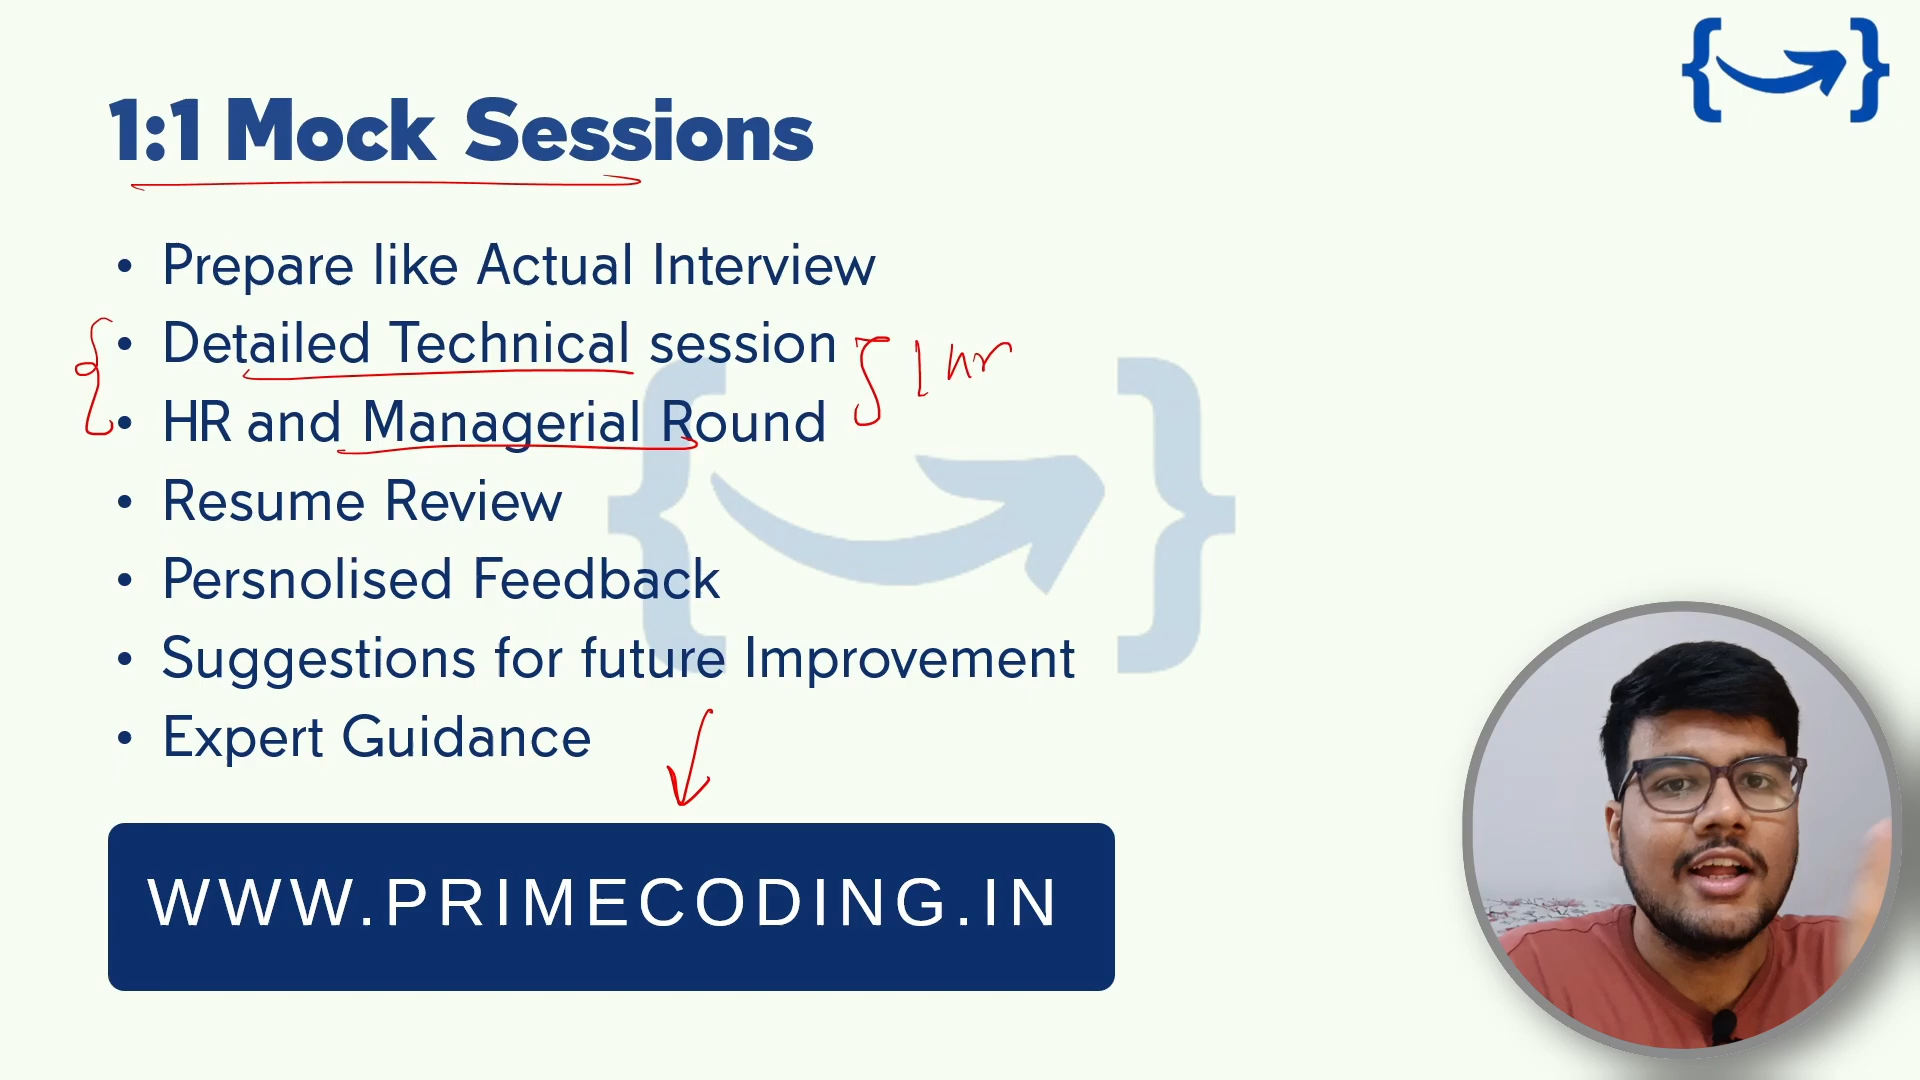 1:1 Mock Sessions
• Prepare like Actual Interview
• Detailed Technical session
1 hr
• HR and Managerial Round
• Resume Review
• Persnolised Feedback
• Suggestions for future Improvement
• Expert Guidance
WWW.PRIMECODING.IN